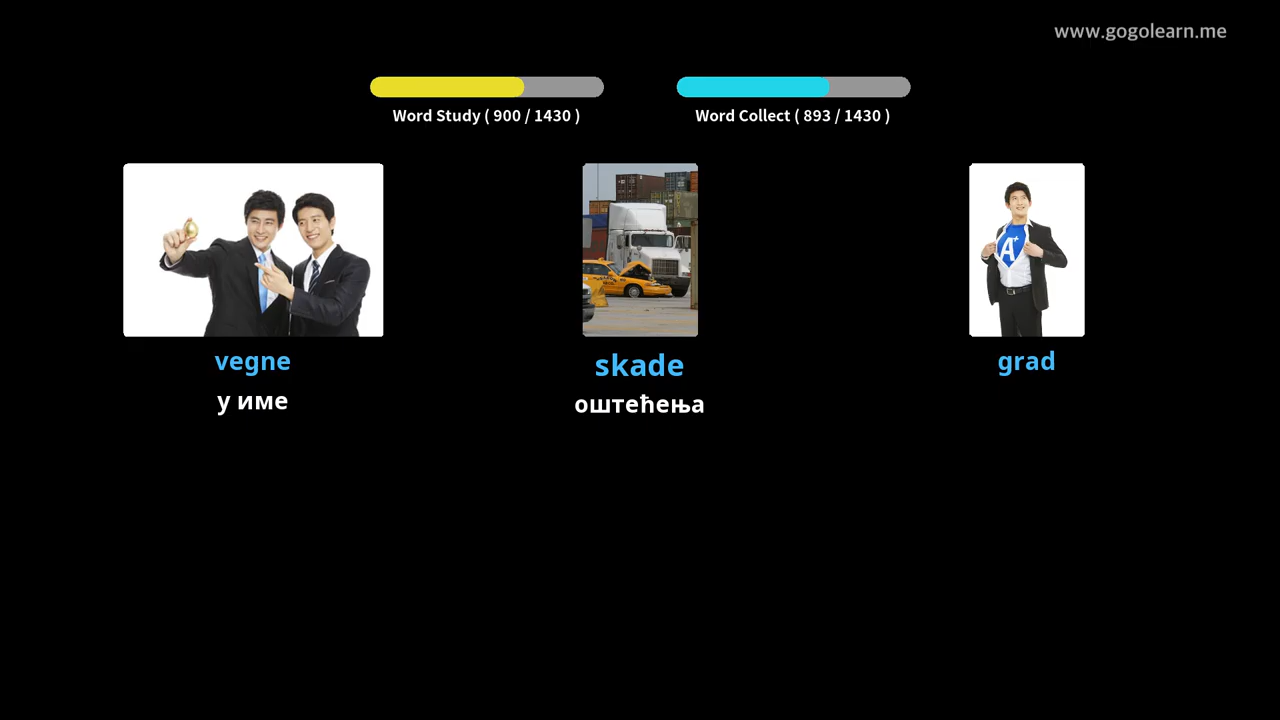 www.gogolearn.me
Word Study ( 900 / 1430 )
Word Collect ( 893 / 1430 )
A+
vegne
skade
grad
у име
оштећења